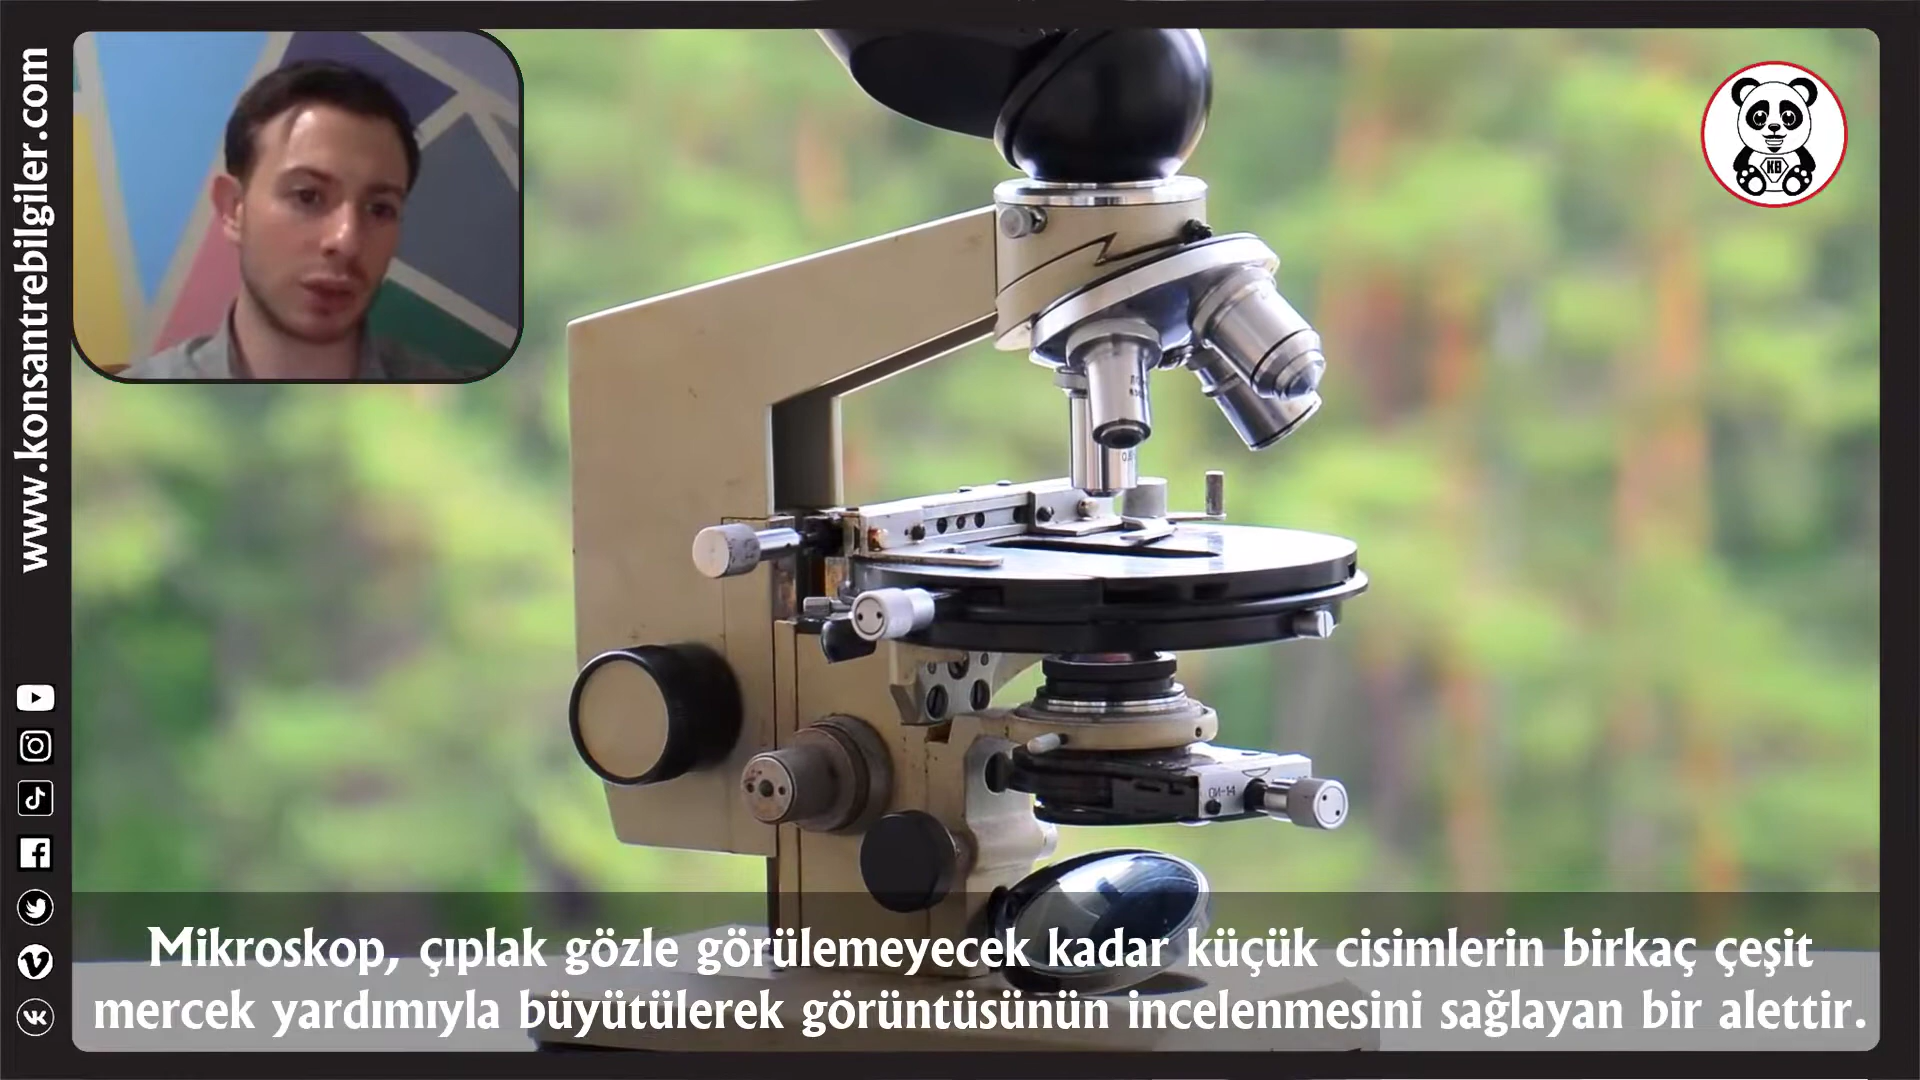 www.konsantrebilgiler.com
KB
ОИ-14
Mikroskop, çıplak gözle görülemeyecek kadar küçük cisimlerin birkaç çeşit
mercek yardımıyla büyütülerek görüntüsünün incelenmesini sağlayan bir alettir.